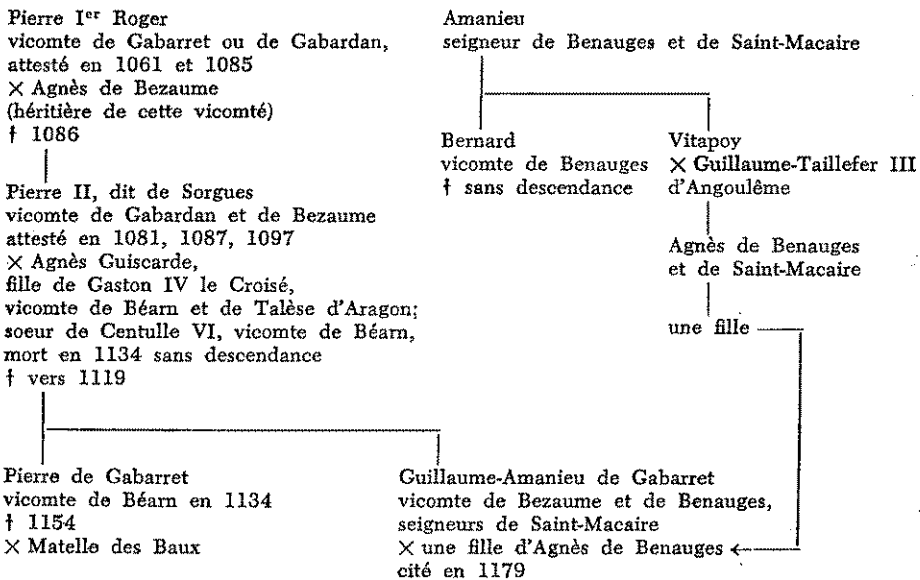 Pierre Iᵉʳ Roger
vicomte de Gabarret ou de Gabardan,
attesté en 1061 et 1085
× Agnès de Bezaume
(héritière de cette vicomté)
† 1086
Pierre II, dit de Sorgues
vicomte de Gabardan et de Bezaume
attesté en 1081, 1087, 1097
× Agnès Guiscarde,
fille de Gaston IV le Croisé,
vicomte de Béarn et de Talèse d'Aragon;
soeur de Centulle VI, vicomte de Béarn,
mort en 1134 sans descendance
† vers 1119
Pierre de Gabarret
vicomte de Béarn en 1134
† 1154
× Matelle des Baux
Amanieu
seigneur de Benauges et de Saint-Macaire
Bernard
vicomte de Benauges
† sans descendance
Vitapoy
× Guillaume-Taillefer III
d'Angoulême
Agnès de Benauges
et de Saint-Macaire
une fille
Guillaume-Amanieu de Gabarret
vicomte de Bezaume et de Benauges,
seigneurs de Saint-Macaire
× une fille d'Agnès de Benauges ←
cité en 1179